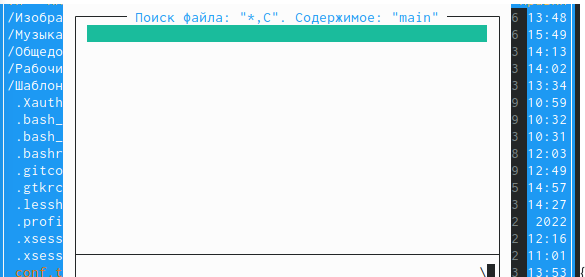 Поиск файла: "*,C". Содержимое: "main"
/Изобра 6 13:48
/Музыка 6 15:49
/Общедо 3 14:13
/Рабочи 3 14:02
/Шаблон 3 13:34
.Xauth 9 10:59
.bash_ 9 10:32
.bash_ 3 10:31
.bashr 8 12:03
.gitco 9 12:49
.gtkrc 5 14:57
.lessh 3 14:27
.profi 2 2022
.xsess 2 12:16
.xsess 2 11:01
conf.t \ 3 13:53